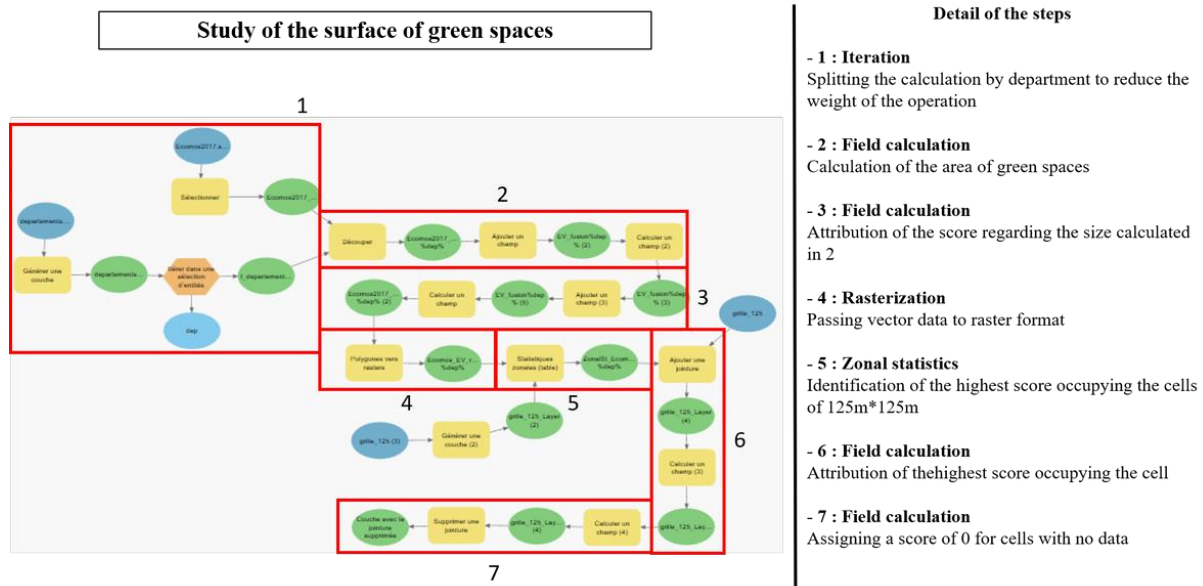 Study of the surface of green spaces
1
Ecomos2017.s...
Sélectionner
Ecomos2017_...
departements....
Générer une
couche
departements...
Itérer dans une
sélection
d'entités
I_departement...
dep
2
Découper
Ecomos2017_...
%dep%
Ajouter un
champ
EV_fusion%dep
% (2)
Calculer un
champ (2)
Ecomos2017_...
%dep% (2)
Calculer un
champ
EV_fusion%dep
% (5)
Ajouter un
champ (3)
EV_fusion%dep
% (3)
3
grille_125
Polygones vers
rasters
Ecomos_EV_r...
%dep%
Statistiques
zonales (table)
ZonalSt_Ecom...
%dep%
Ajouter une
jointure
4
5
grille_125_Layer
(2)
grille_125_Layer
(4)
grille_125 (3)
Générer une
couche (2)
6
Calculer un
champ (3)
Couche avec la
jointure
supprimée
Supprimer une
jointure
grille_125_Lay...
(4)
Calculer un
champ (4)
grille_125_Lay...
7
Detail of the steps
- 1 : Iteration
Splitting the calculation by department to reduce the
weight of the operation
- 2 : Field calculation
Calculation of the area of green spaces
- 3 : Field calculation
Attribution of the score regarding the size calculated
in 2
- 4 : Rasterization
Passing vector data to raster format
- 5 : Zonal statistics
Identification of the highest score occupying the cells
of 125m*125m
- 6 : Field calculation
Attribution of thehighest score occupying the cell
- 7 : Field calculation
Assigning a score of 0 for cells with no data